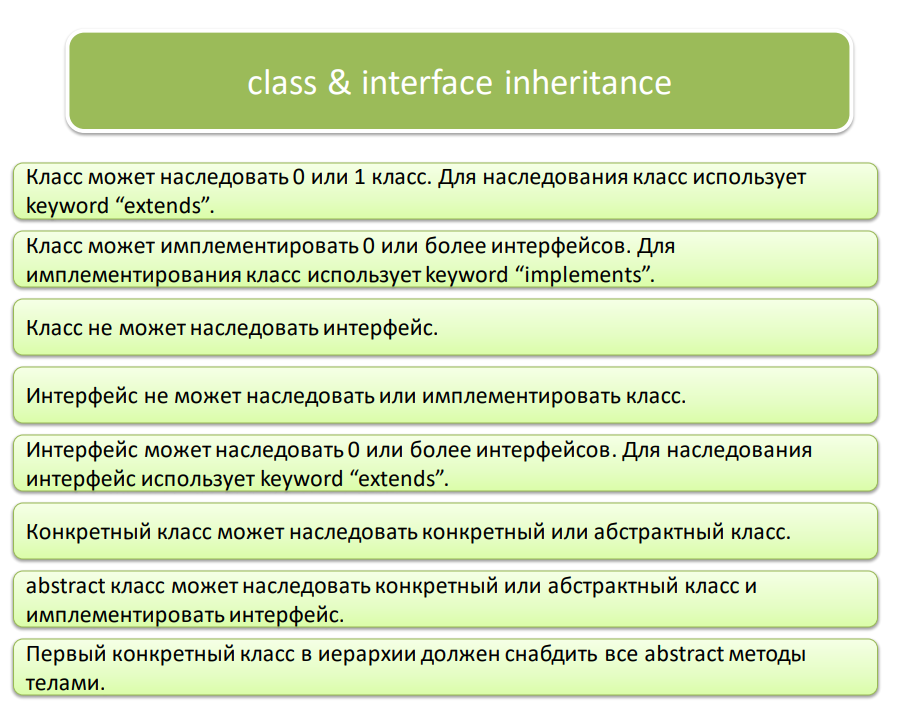 class & interface inheritance
Класс может наследовать 0 или 1 класс. Для наследования класс использует
keyword “extends”.
Класс может имплементировать 0 или более интерфейсов. Для
имплементирования класс использует keyword “implements”.
Класс не может наследовать интерфейс.
Интерфейс не может наследовать или имплементировать класс.
Интерфейс может наследовать 0 или более интерфейсов. Для наследования
интерфейс использует keyword “extends”.
Конкретный класс может наследовать конкретный или абстрактный класс.
abstract класс может наследовать конкретный или абстрактный класс и
имплементировать интерфейс.
Первый конкретный класс в иерархии должен снабдить все abstract методы
телами.